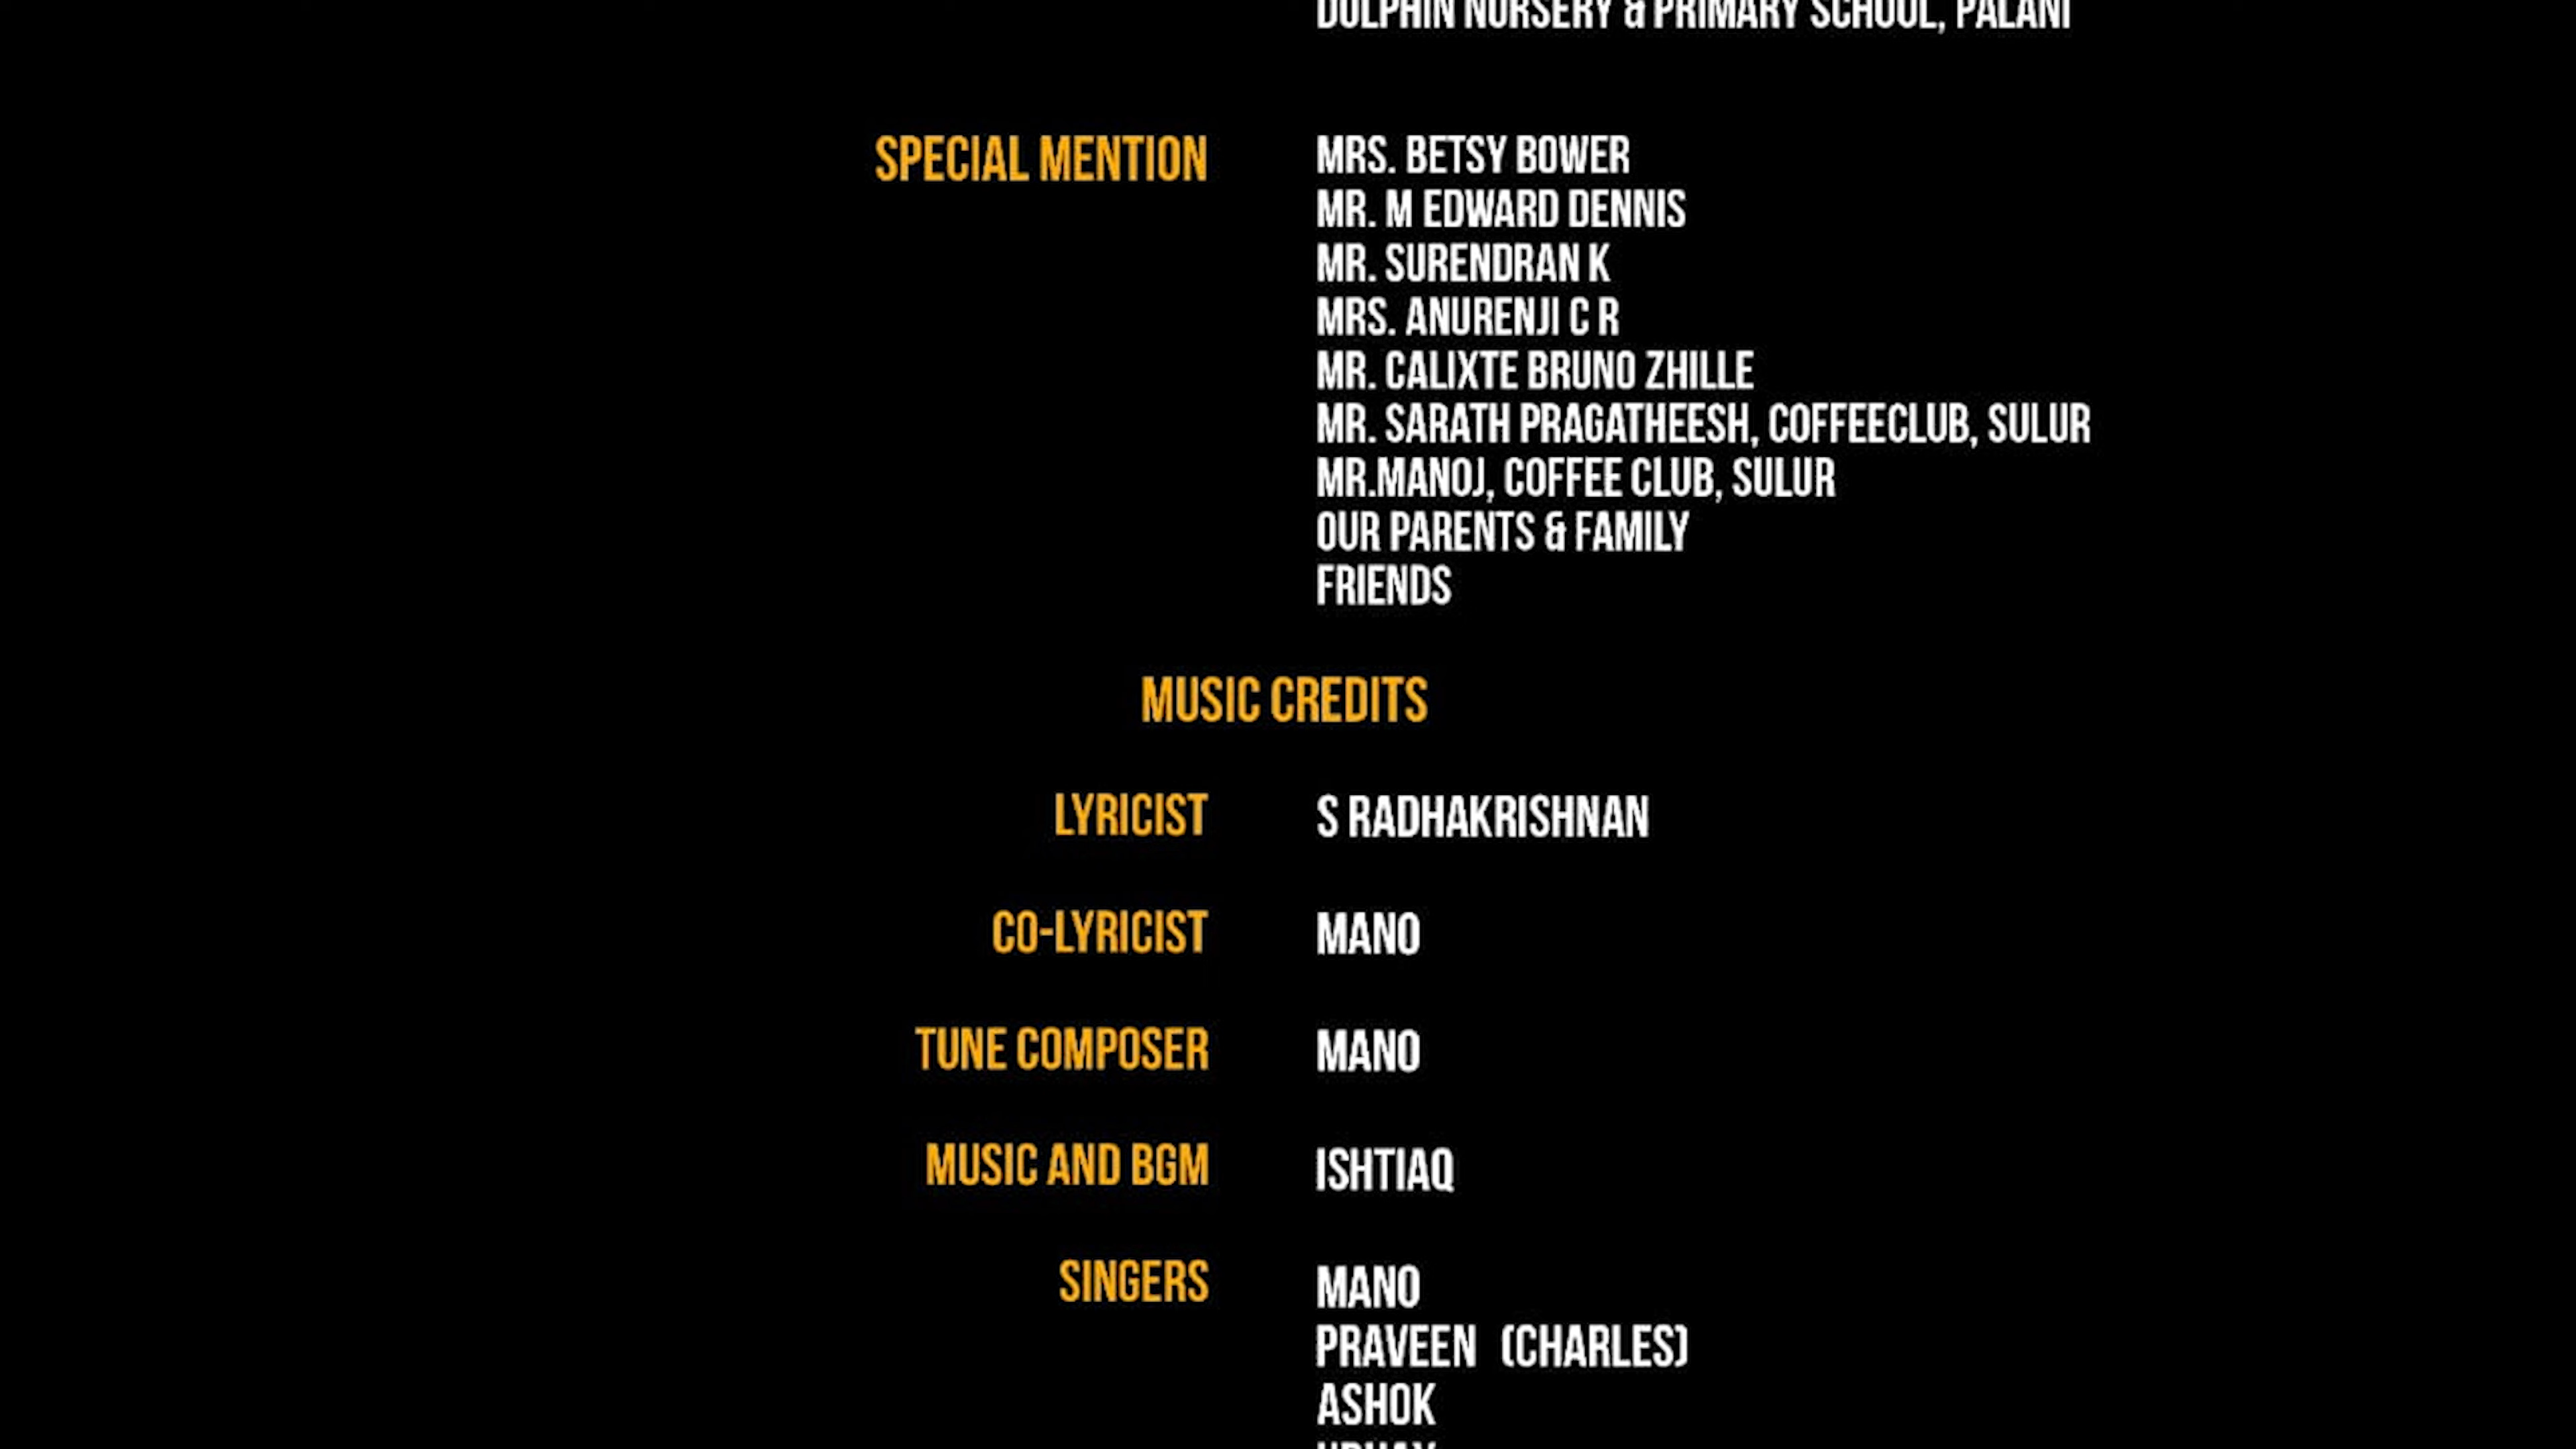 DOLPHIN NURSERY & PRIMARY SCHOOL, PALANI
SPECIAL MENTION MRS. BETSY BOWER
MR. M EDWARD DENNIS
MR. SURENDRAN K
MRS. ANURENJI C R
MR. CALIXTE BRUNO ZHILLE
MR. SARATH PRAGATHEESH, COFFEECLUB, SULUR
MR.MANOJ, COFFEE CLUB, SULUR
OUR PARENTS & FAMILY
FRIENDS
MUSIC CREDITS
LYRICIST S RADHAKRISHNAN
CO-LYRICIST MANO
TUNE COMPOSER MANO
MUSIC AND BGM ISHTIAQ
SINGERS MANO
PRAVEEN (CHARLES)
ASHOK